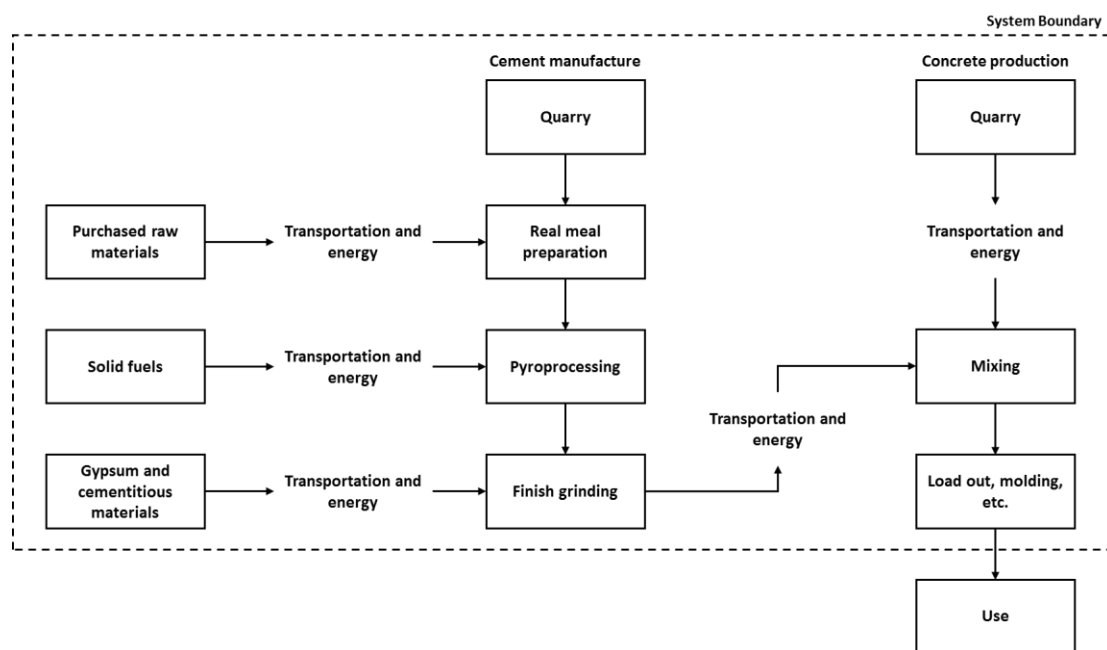 System Boundary
Cement manufacture
Concrete production
Quarry
Quarry
Purchased raw
materials
Transportation and
energy
Real meal
preparation
Transportation and
energy
Solid fuels
Transportation and
energy
Pyroprocessing
Mixing
Transportation and
energy
Gypsum and
cementitious
materials
Transportation and
energy
Finish grinding
Load out, molding,
etc.
Use